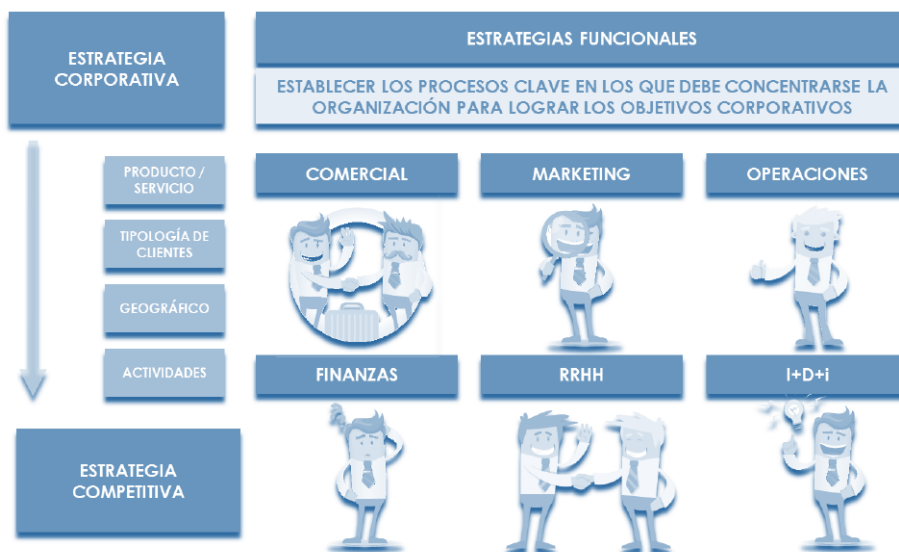 ESTRATEGIA
CORPORATIVA
PRODUCTO /
SERVICIO
TIPOLOGÍA DE
CLIENTES
GEOGRÁFICO
ACTIVIDADES
ESTRATEGIA
COMPETITIVA
ESTRATEGIAS FUNCIONALES
ESTABLECER LOS PROCESOS CLAVE EN LOS QUE DEBE CONCENTRARSE LA
ORGANIZACIÓN PARA LOGRAR LOS OBJETIVOS CORPORATIVOS
COMERCIAL
MARKETING
OPERACIONES
FINANZAS
RRHH
I+D+i